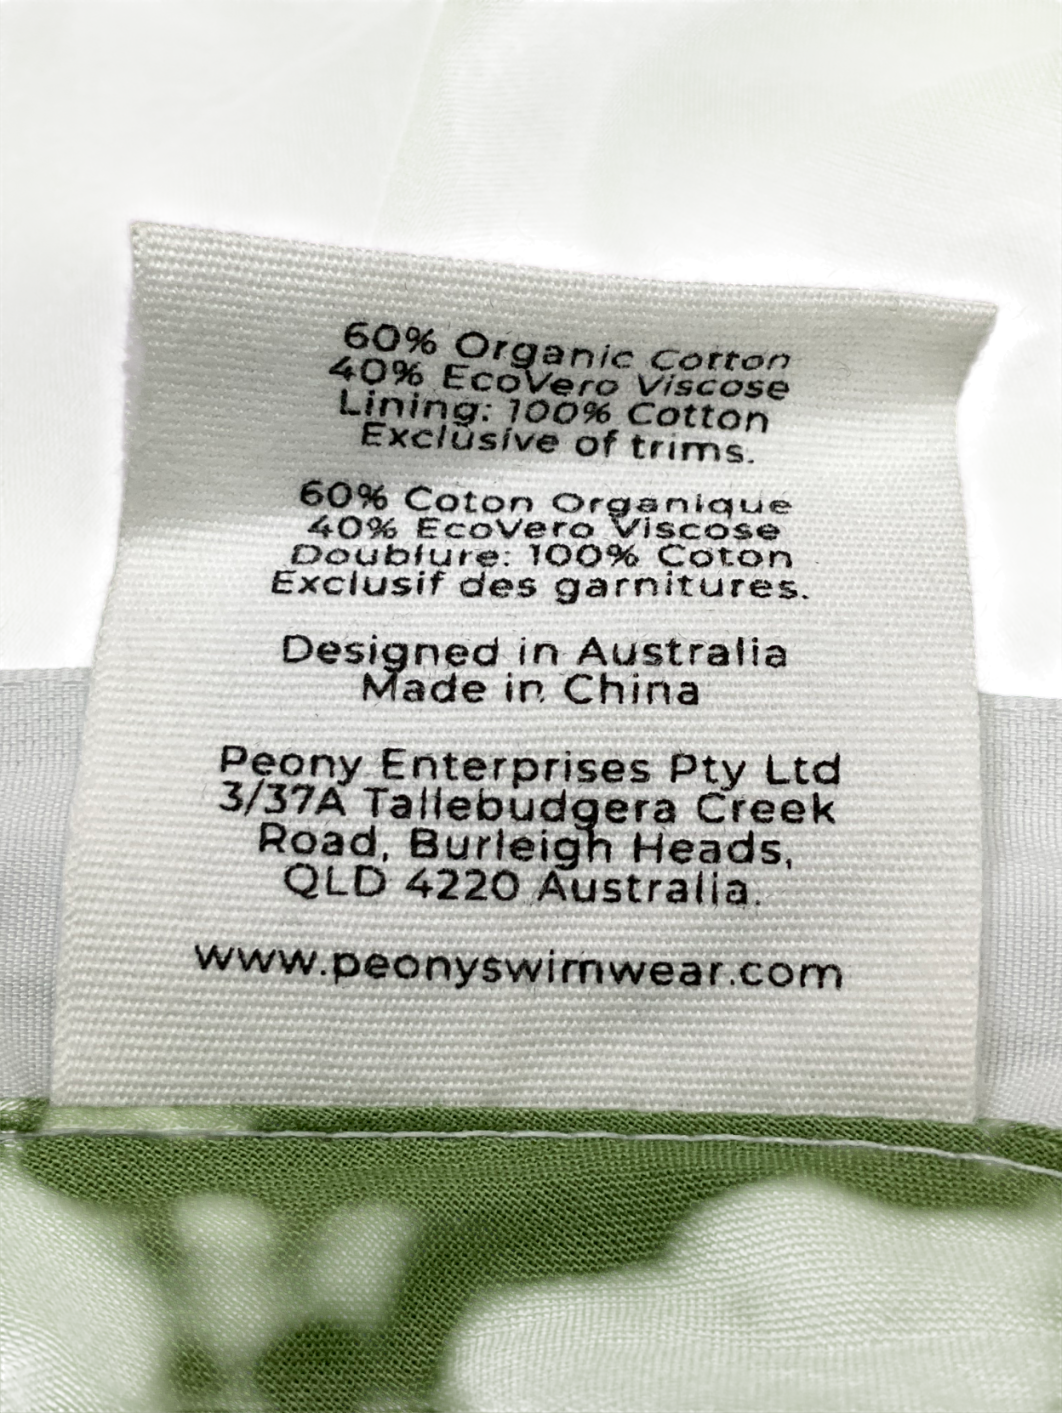 60% Organic Cotton
40% EcoVero Viscose
Lining: 100% Cotton
Exclusive of trims.
60% Coton Organique
40% EcoVero Viscose
Doublure: 100% Coton
Exclusif des garnitures.
Designed in Australia
Made in China
Peony Enterprises Pty Ltd
3/37A Tallebudgera Creek
Road, Burleigh Heads,
QLD 4220 Australia.
www.peonyswimwear.com